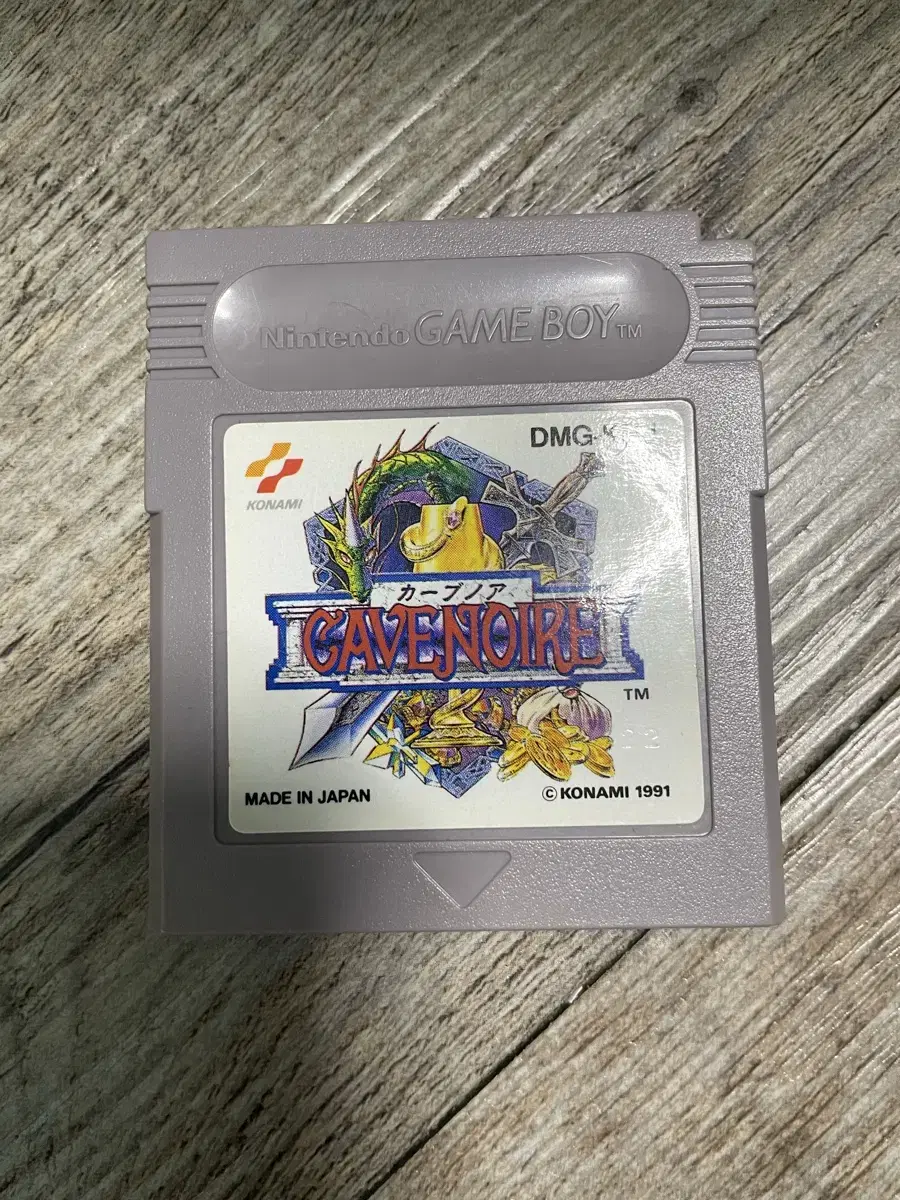 Nintendo GAME BOY TM
KONAMI
DMG-
カーブノア
CAVENOIRE
TM
MADE IN JAPAN
© KONAMI 1991